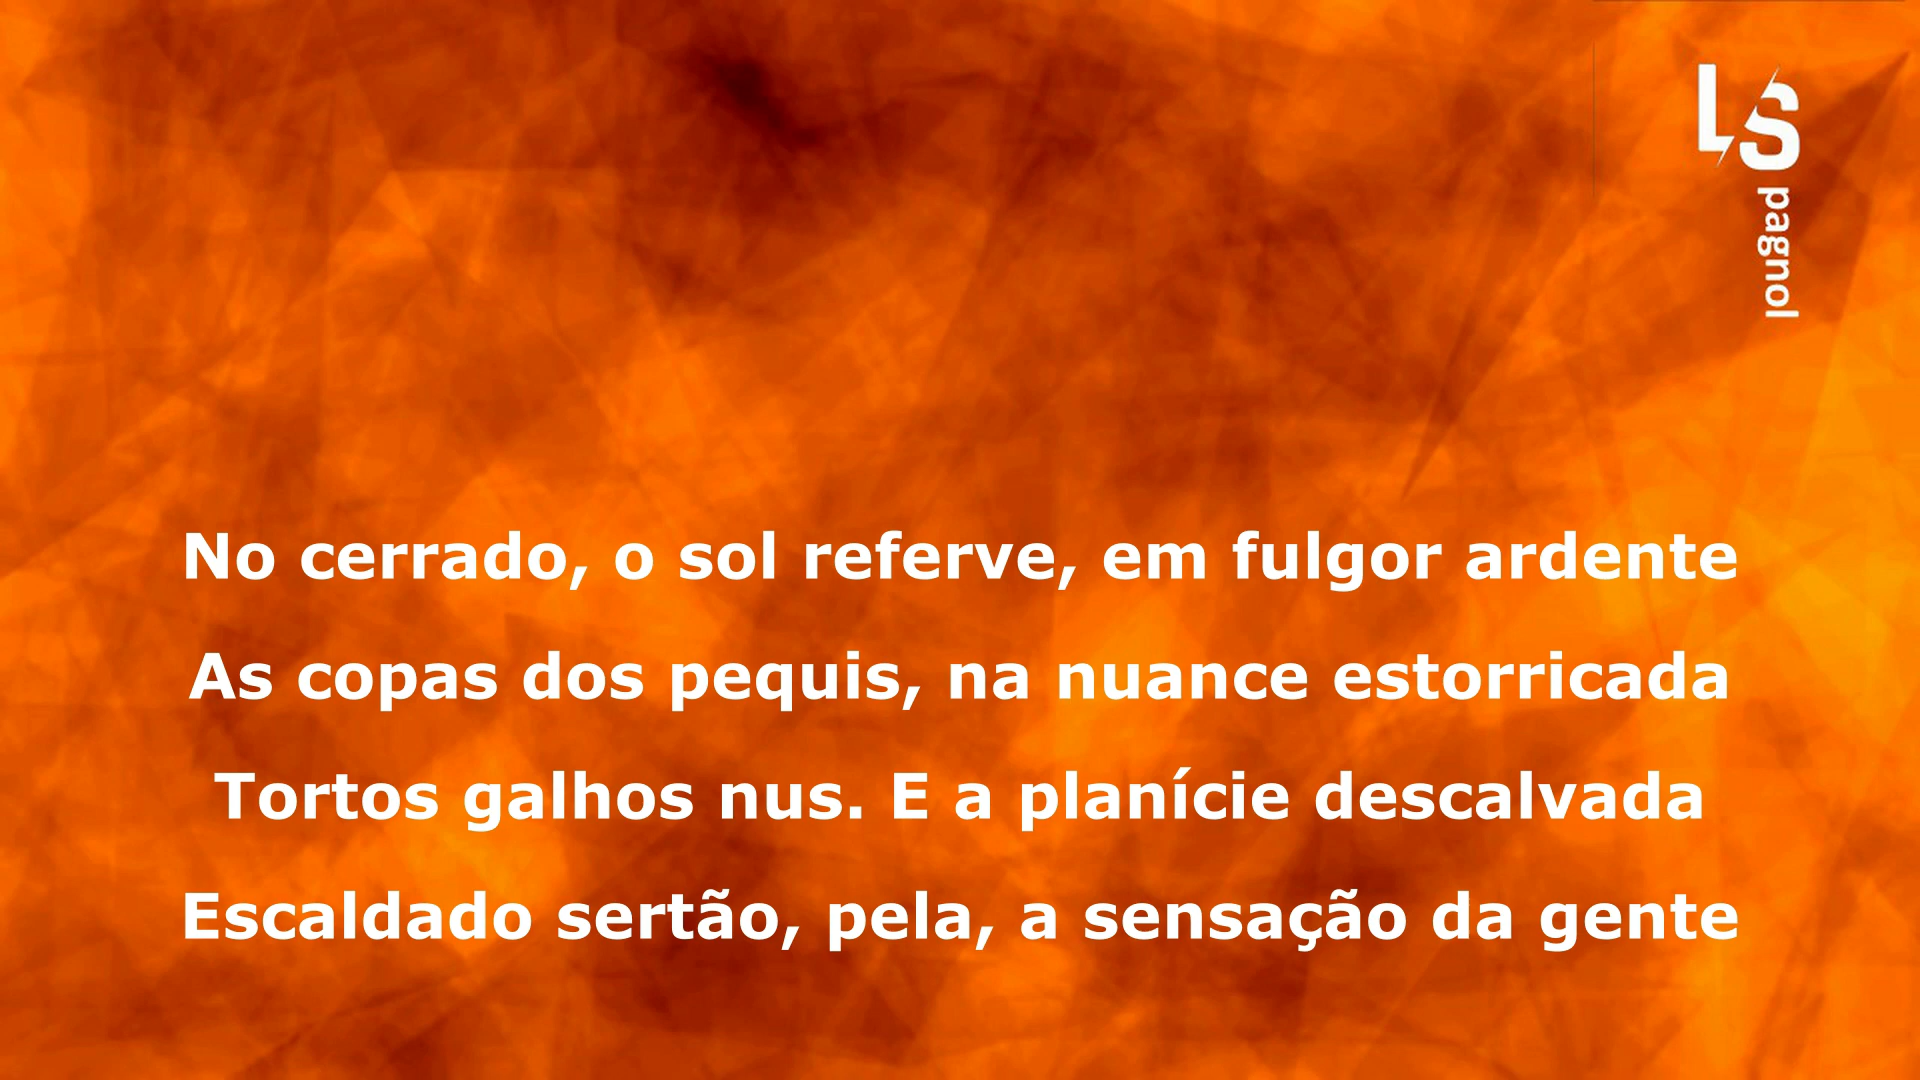 LS
pagnol
No cerrado, o sol referve, em fulgor ardente
As copas dos pequis, na nuance estorricada
Tortos galhos nus. E a planície descalvada
Escaldado sertão, pela, a sensação da gente